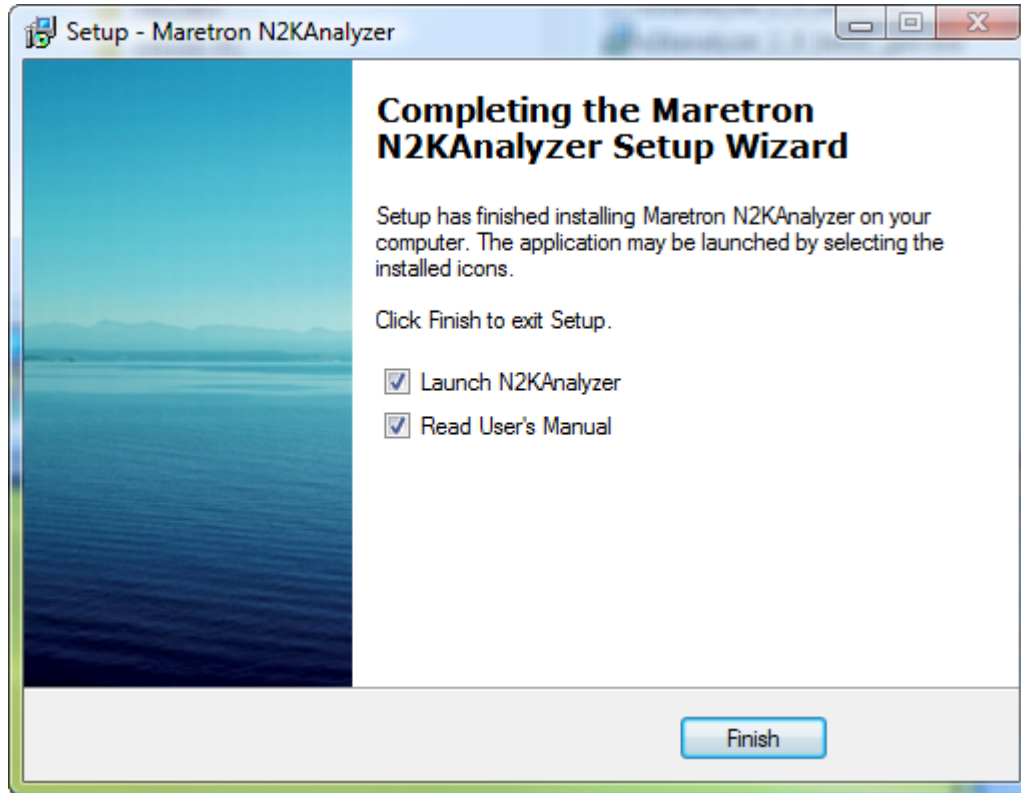 Setup - Maretron N2KAnalyzer
Completing the Maretron
N2KAnalyzer Setup Wizard
Setup has finished installing Maretron N2KAnalyzer on your
computer. The application may be launched by selecting the
installed icons.
Click Finish to exit Setup.
Launch N2KAnalyzer
Read User's Manual
Finish